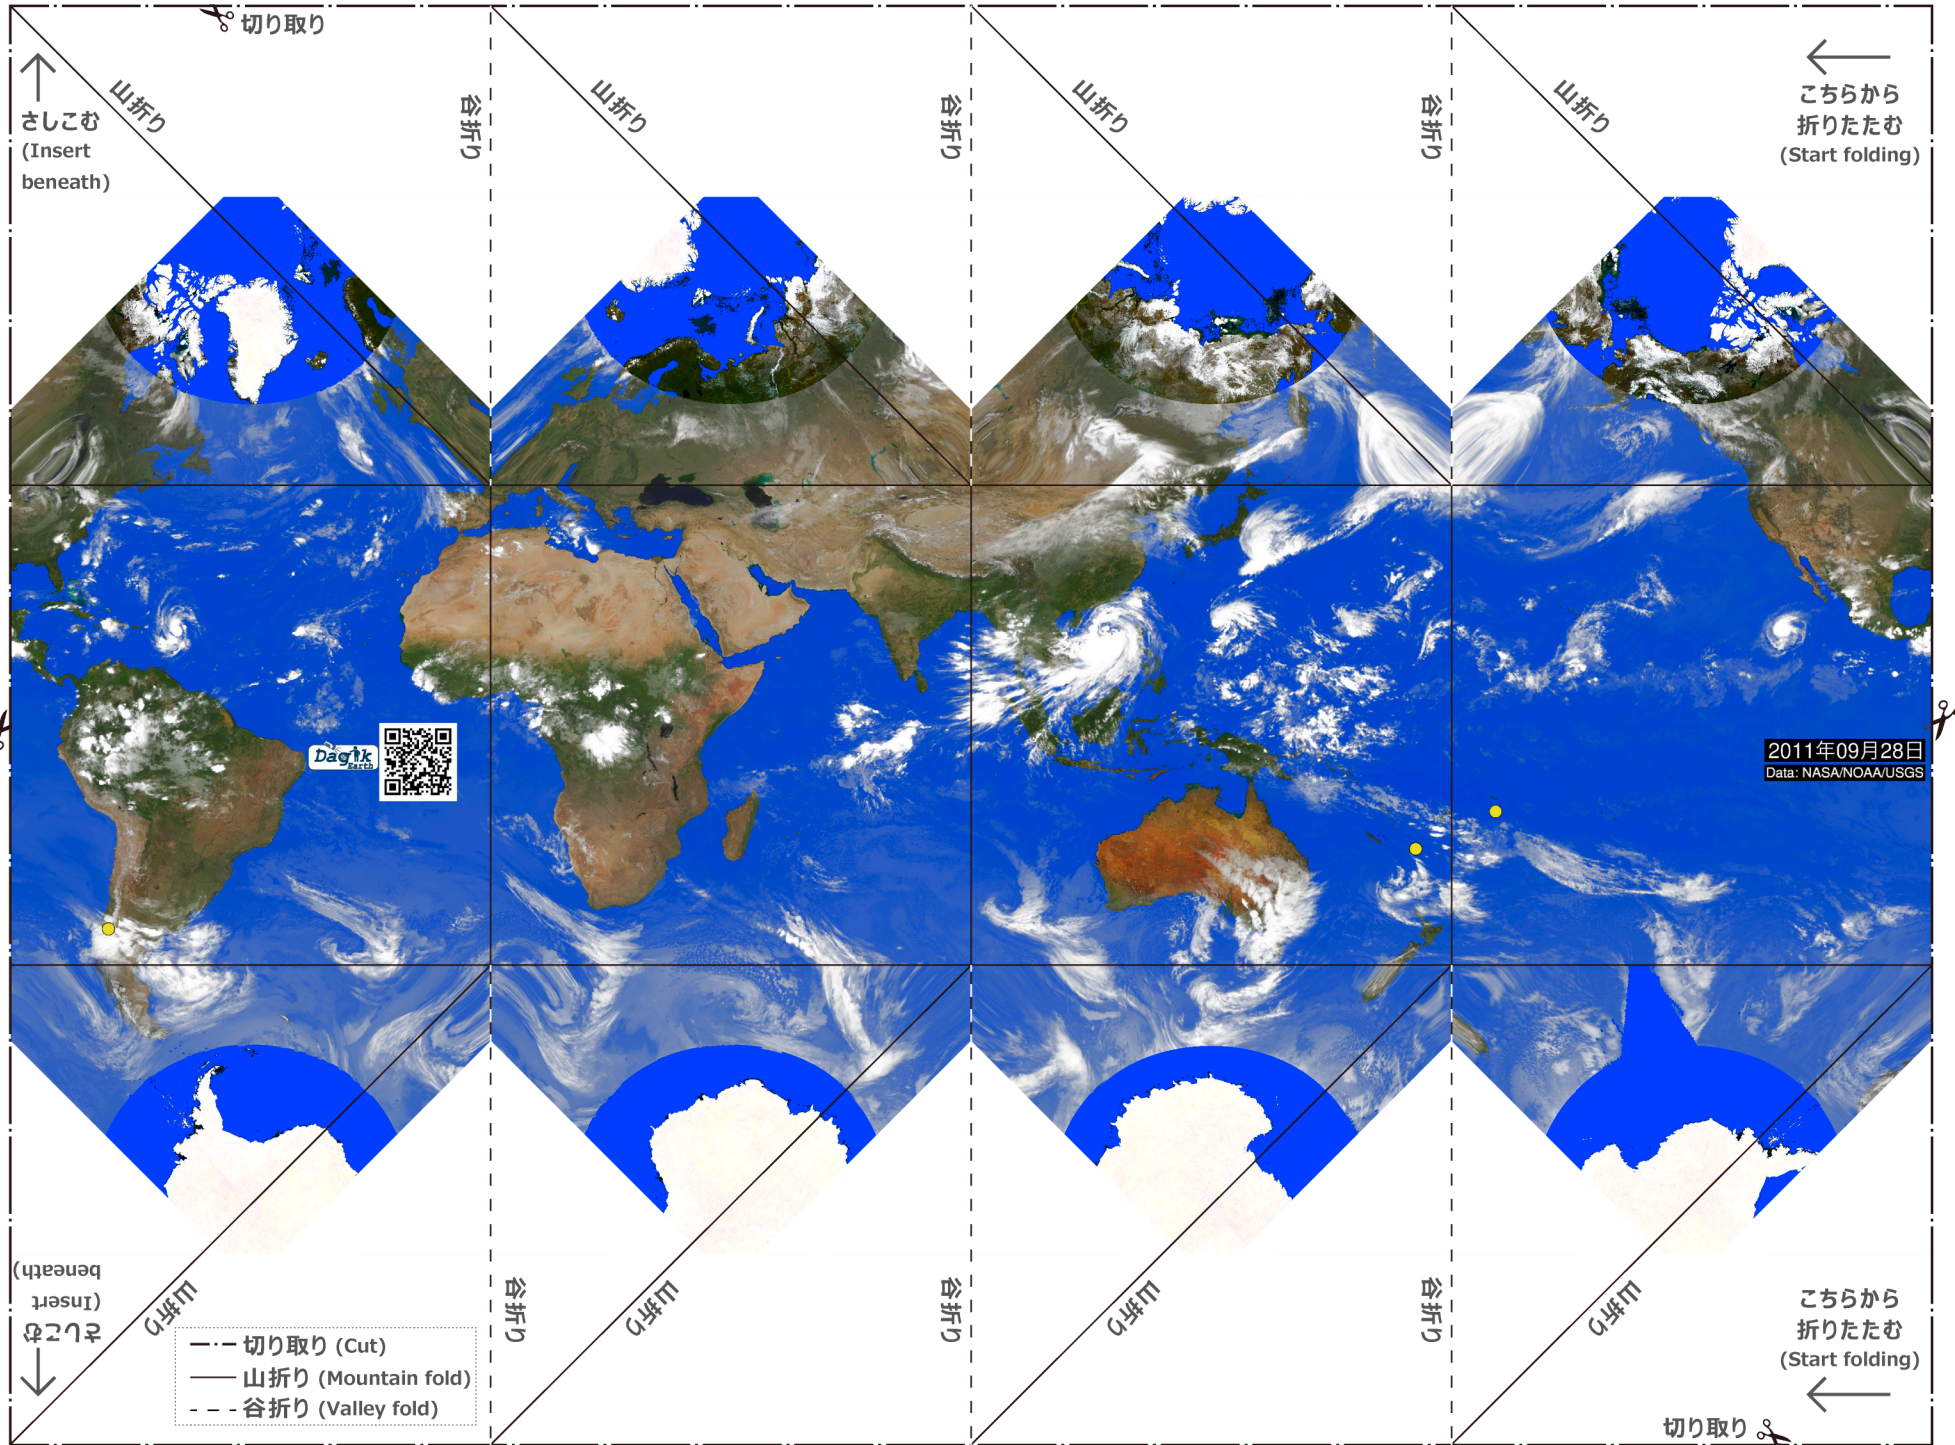 切り取り
さしこむ
(Insert
beneath)
山折り
谷折り
山折り
谷折り
山折り
谷折り
山折り
こちらから
折りたたむ
(Start folding)
Dagik
Earth
2011年09月28日
Data: NASA/NOAA/USGS
さしこむ
(Insert
beneath)
山折り
谷折り
山折り
谷折り
山折り
谷折り
山折り
こちらから
折りたたむ
(Start folding)
切り取り (Cut)
山折り (Mountain fold)
谷折り (Valley fold)
切り取り